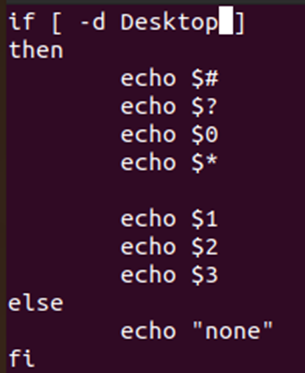 if [ -d Desktop ]
then
        echo $#
        echo $?
        echo $0
        echo $*

        echo $1
        echo $2
        echo $3
else
        echo "none"
fi